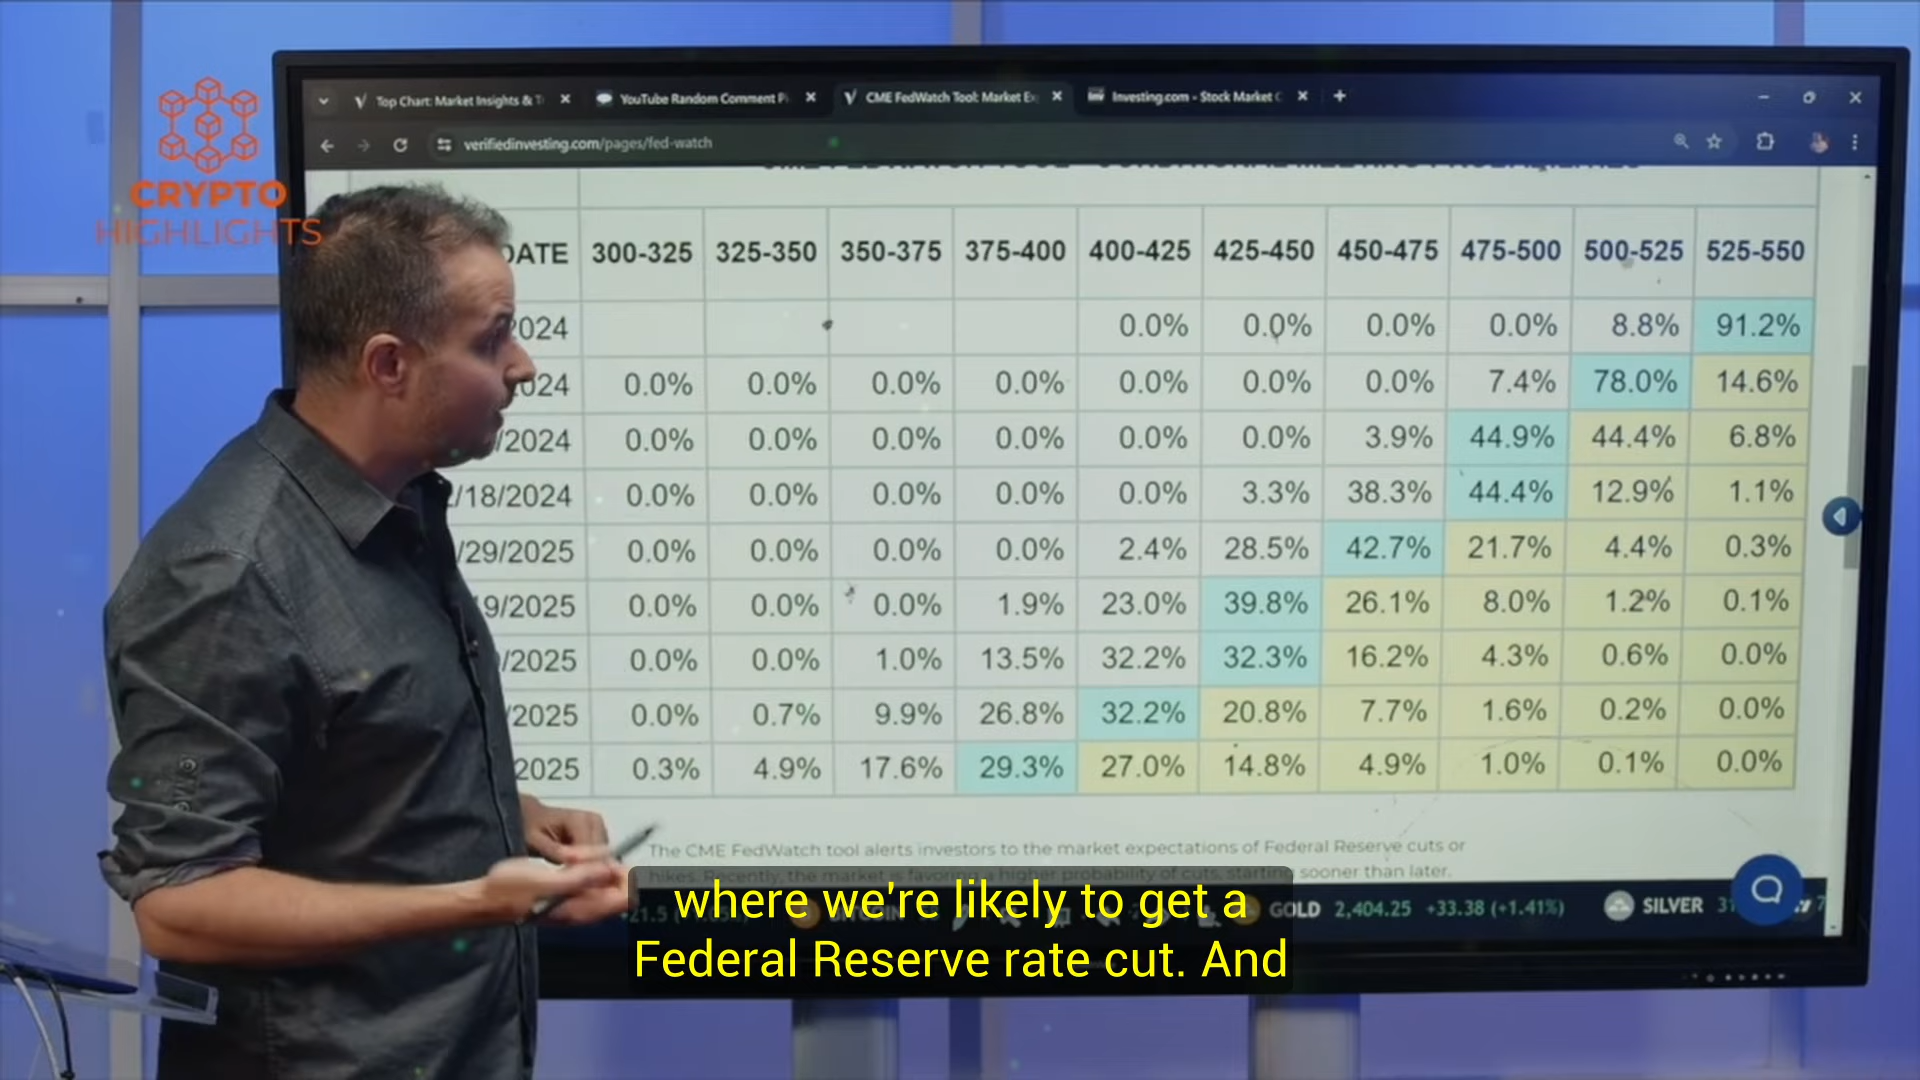 Top Chart: Market Insights & T
YouTube Random Comment P
CME FedWatch Tool: Market Ex
Investing.com - Stock Market
verifiedinvesting.com/pages/fed-watch
CRYPTO
HIGHLIGHTS
DATE 300-325 325-350 350-375 375-400 400-425 425-450 450-475 475-500 500-525 525-550
2024 0.0% 0.0% 0.0% 0.0% 8.8% 91.2%
2024 0.0% 0.0% 0.0% 0.0% 0.0% 0.0% 0.0% 7.4% 78.0% 14.6%
/2024 0.0% 0.0% 0.0% 0.0% 0.0% 0.0% 3.9% 44.9% 44.4% 6.8%
/18/2024 0.0% 0.0% 0.0% 0.0% 0.0% 3.3% 38.3% 44.4% 12.9% 1.1%
/29/2025 0.0% 0.0% 0.0% 0.0% 2.4% 28.5% 42.7% 21.7% 4.4% 0.3%
19/2025 0.0% 0.0% 0.0% 1.9% 23.0% 39.8% 26.1% 8.0% 1.2% 0.1%
/2025 0.0% 0.0% 1.0% 13.5% 32.2% 32.3% 16.2% 4.3% 0.6% 0.0%
/2025 0.0% 0.7% 9.9% 26.8% 32.2% 20.8% 7.7% 1.6% 0.2% 0.0%
2025 0.3% 4.9% 17.6% 29.3% 27.0% 14.8% 4.9% 1.0% 0.1% 0.0%
The CME FedWatch tool alerts investors to the market expectations of Federal Reserve cuts or
hikes. Recently, the market is favoring a higher probability of cuts, starting sooner than later.
GOLD 2,404.25 +33.38 (+1.41%) SILVER
where we're likely to get a
Federal Reserve rate cut. And